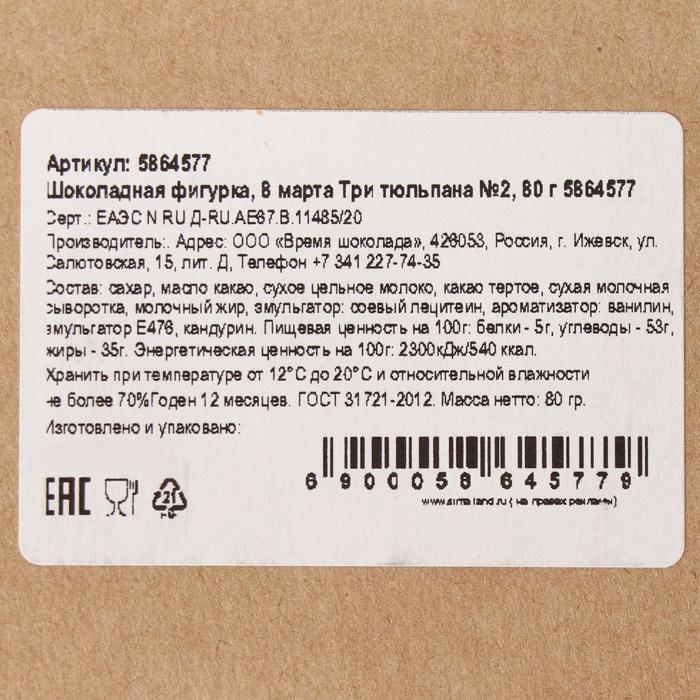 Артикул: 5864577
Шоколадная фигурка, 8 марта Три тюльпана №2, 80 г 5864577
Серт.: ЕАЭС N RU Д-RU.АЕ67.В.11485/20
Производитель:. Адрес: ООО «Время шоколада», 426053, Россия, г. Ижевск, ул.
Салютовская, 15, лит. Д, Телефон +7 341 227-74-35
Состав: сахар, масло какао, сухое цельное молоко, какао тертое, сухая молочная
сыворотка, молочный жир, эмульгатор: соевый лецитеин, ароматизатор: ванилин,
эмульгатор Е476, кандурин. Пищевая ценность на 100г: белки - 5г, углеводы - 53г,
жиры - 35г. Энергетическая ценность на 100г: 2300кДж/540 ккал.
Хранить при температуре от 12°С до 20°С и относительной влажности
не более 70%Годен 12 месяцев. ГОСТ 31721-2012. Масса нетто: 80 гр.
Изготовлено и упаковано:
6 900058 645779
www.sima-land.ru ( на правах рекламы)
EAC
21